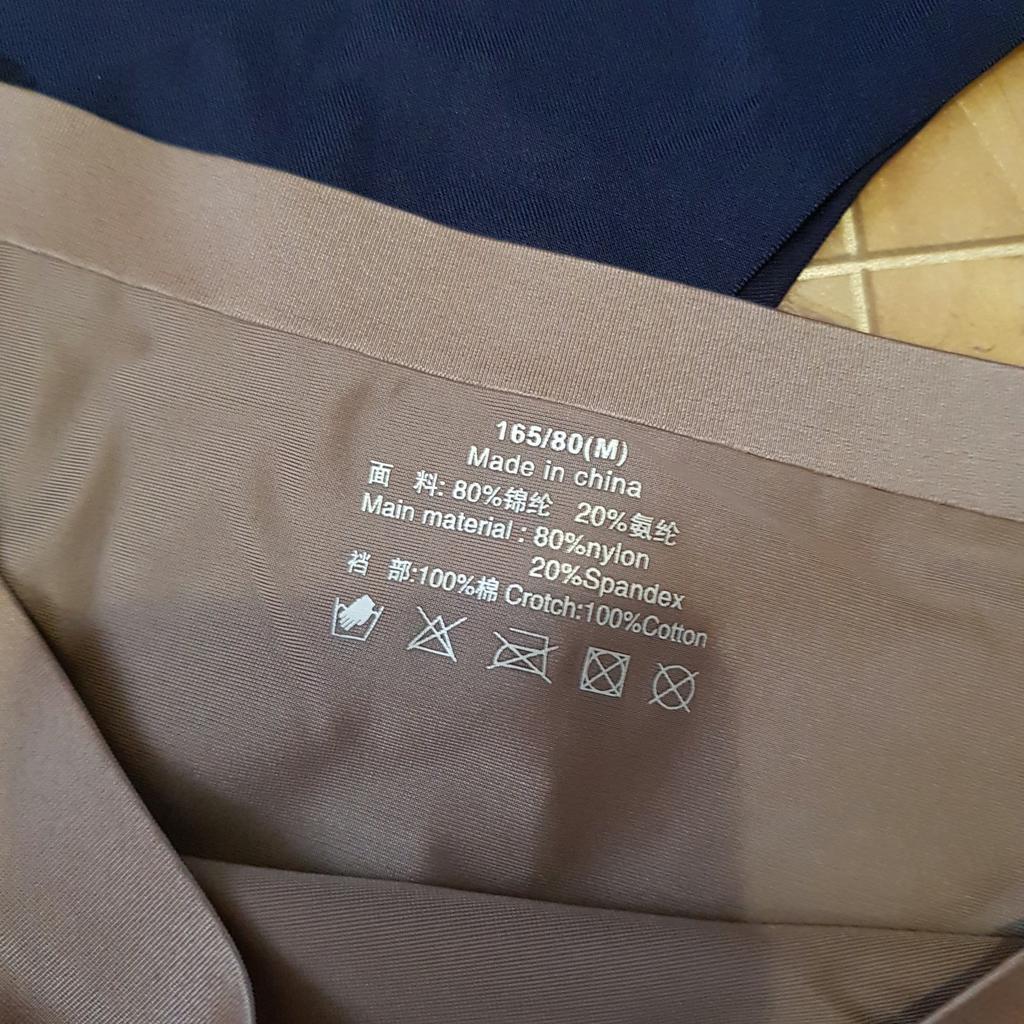 165/80(M)
Made in china
面 料: 80%锦纶 20%氨纶
Main material : 80%nylon
20%Spandex
裆 部:100%棉 Crotch:100%Cotton